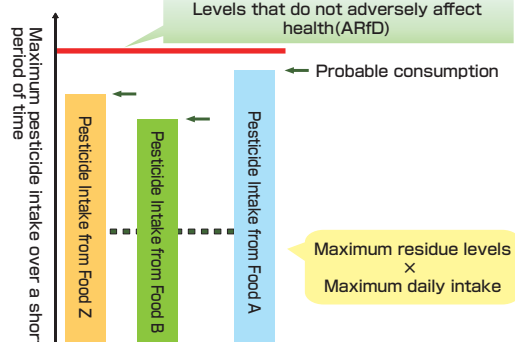 Levels that do not adversely affect
health(ARfD)
Maximum pesticide intake over a short
period of time
Probable consumption
Pesticide Intake from Food Z
Pesticide Intake from Food B
Pesticide Intake from Food A
Maximum residue levels
×
Maximum daily intake